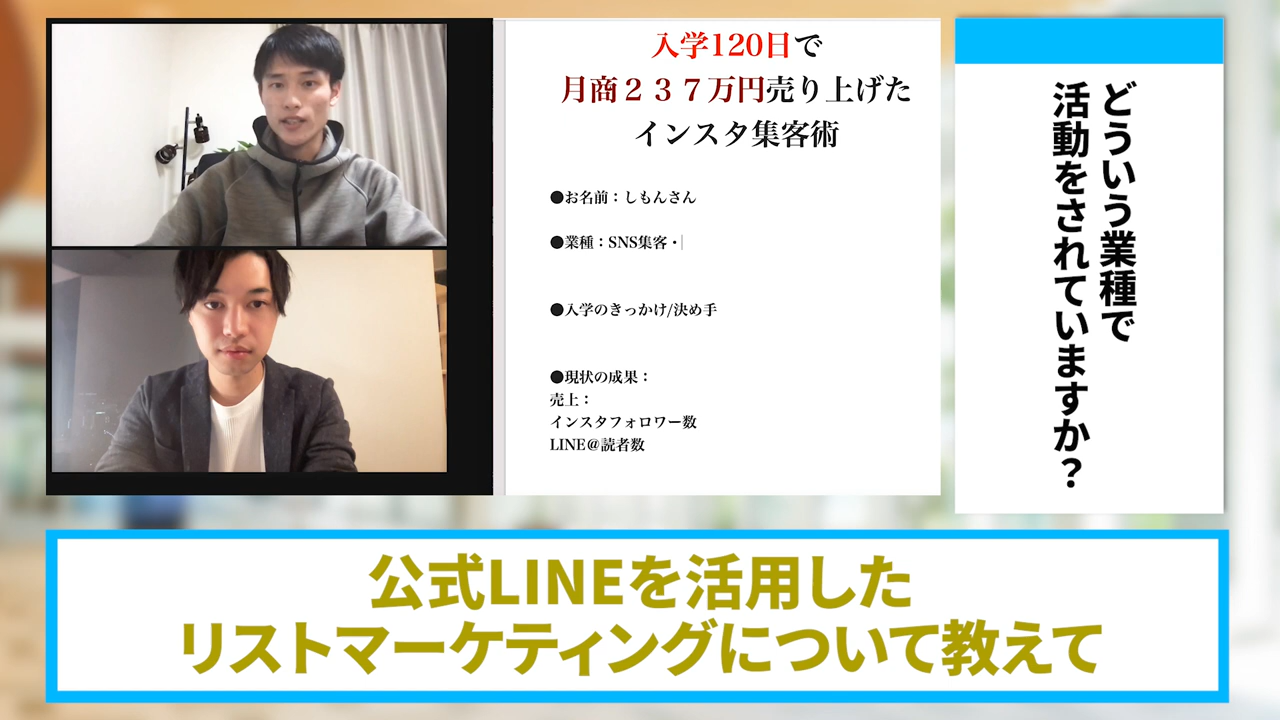 入学120日で
月商２３７万円売り上げた
インスタ集客術
●お名前：しもんさん
●業種：SNS集客・
●入学のきっかけ/決め手
●現状の成果：
売上：
インスタフォロワー数
LINE＠読者数
どういう業種で
活動をされていますか？
公式LINEを活用した
リストマーケティングについて教えて